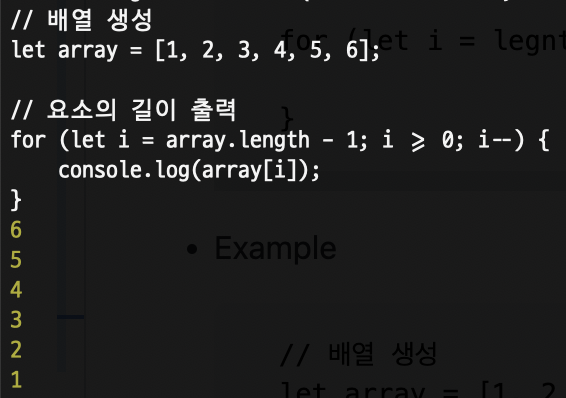 // 배열 생성
let array = [1, 2, 3, 4, 5, 6];
// 요소의 길이 출력
for (let i = array.length - 1; i >= 0; i--) {
    console.log(array[i]);
}
6
5
4
3
2
1
for (let i = legnt
}
• Example
// 배열 생성
let array = [1, 2